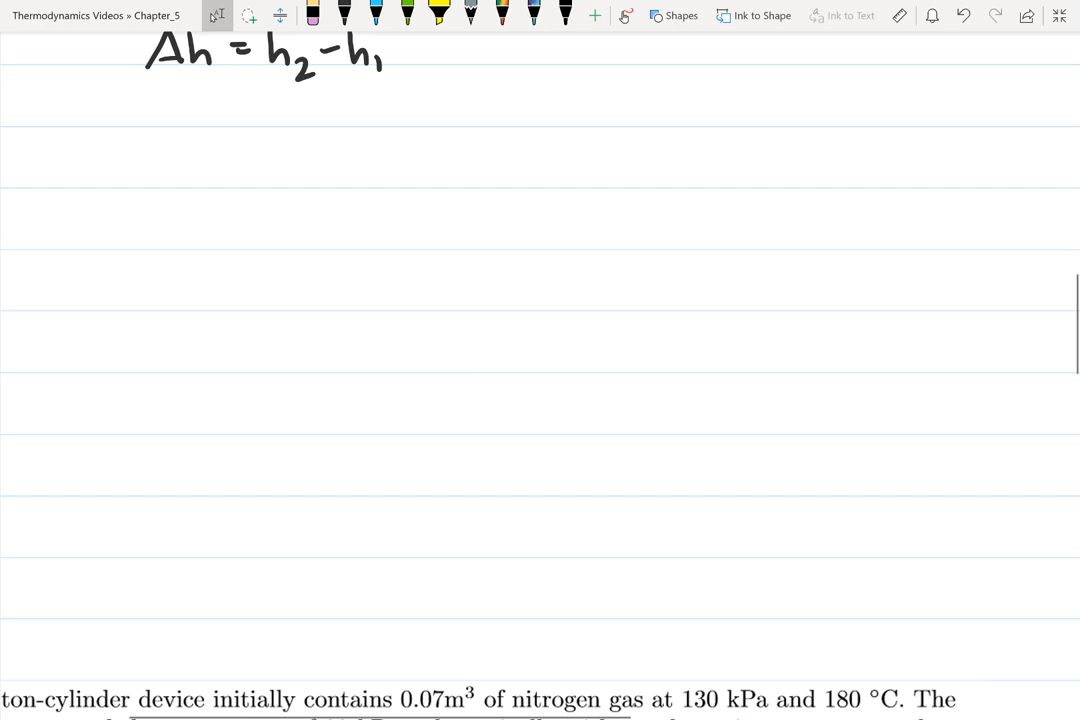 Thermodynamics Videos » Chapter_5
Shapes
Ink to Shape
Ink to Text
Δh = h₂ - h₁
ton-cylinder device initially contains 0.07m³ of nitrogen gas at 130 kPa and 180 °C. The